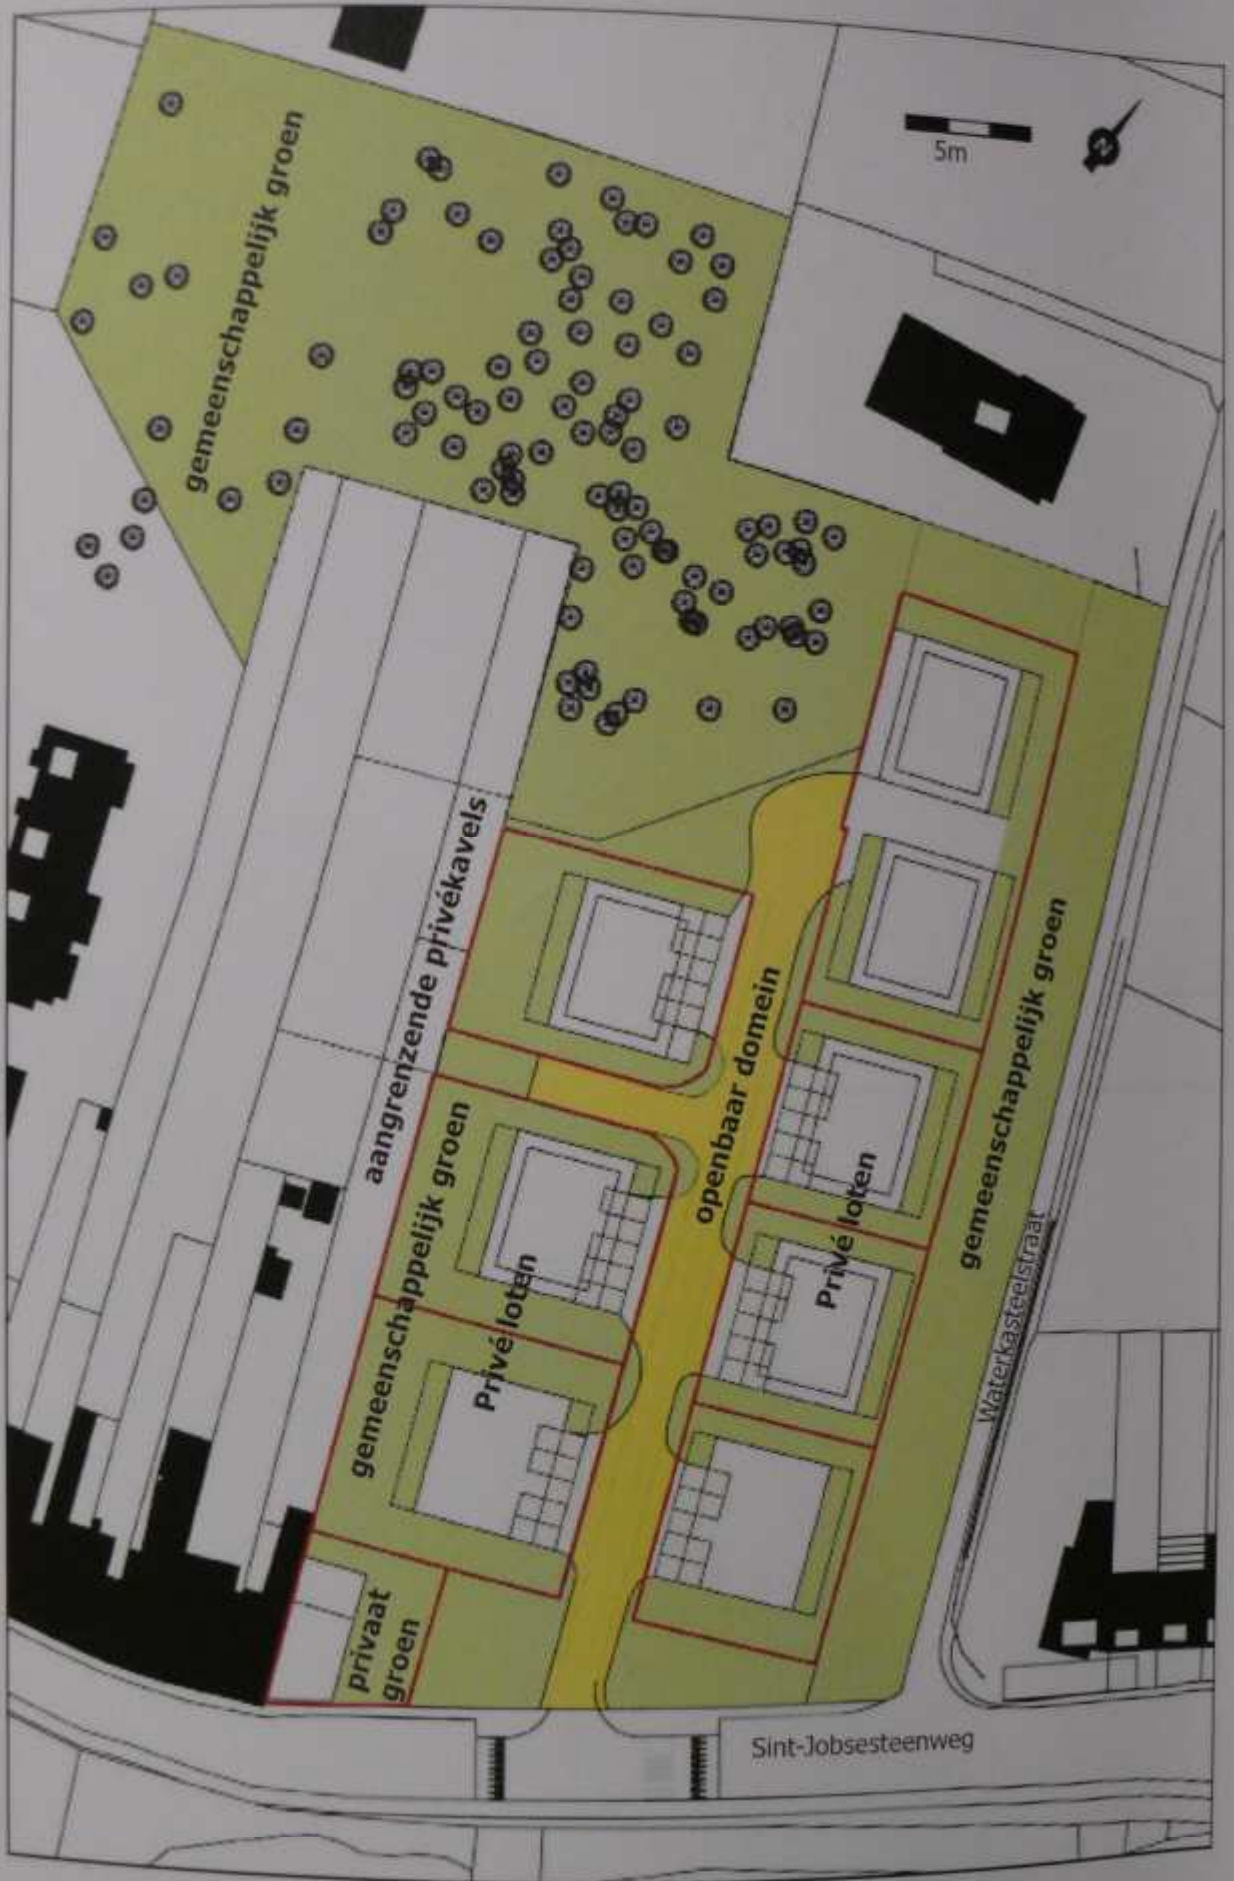 gemeenschappelijk groen
5m
aangrenzende privékavels
openbaar domein
gemeenschappelijk groen
gemeenschappelijk groen
Privé loten
Privé loten
Waterkasteelstraat
privaat
groen
Sint-Jobsesteenweg